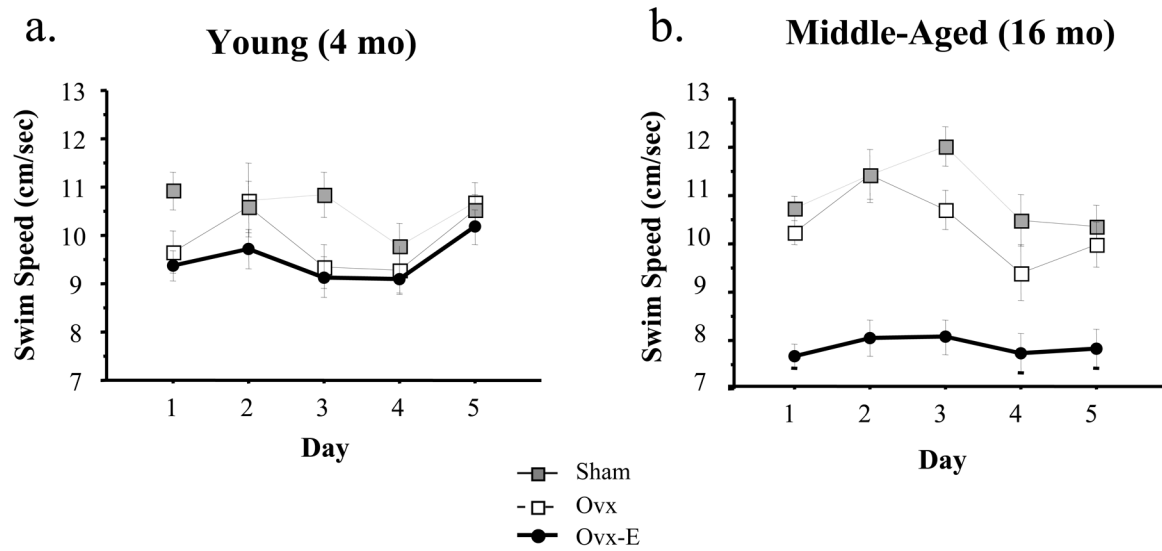 a.
Young (4 mo)
Swim Speed (cm/sec)
13
12
11
10
9
8
7
1 2 3 4 5
Day
b.
Middle-Aged (16 mo)
Swim Speed (cm/sec)
13
12
11
10
9
8
7
1 2 3 4 5
Day
Sham
Ovx
Ovx-E